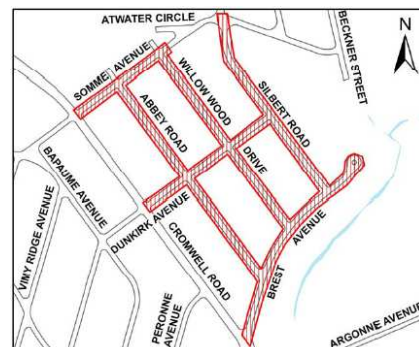 ATWATER CIRCLE
BECKNER STREET
N
SOMME AVENUE
WILLOW WOOD
DRIVE
SILBERT ROAD
ABBEY ROAD
BAPAUME AVENUE
VINY RIDGE AVENUE
DUNKIRK AVENUE
CROMWELL ROAD
BREST
AVENUE
PERONNE
AVENUE
ARGONNE AVENUE